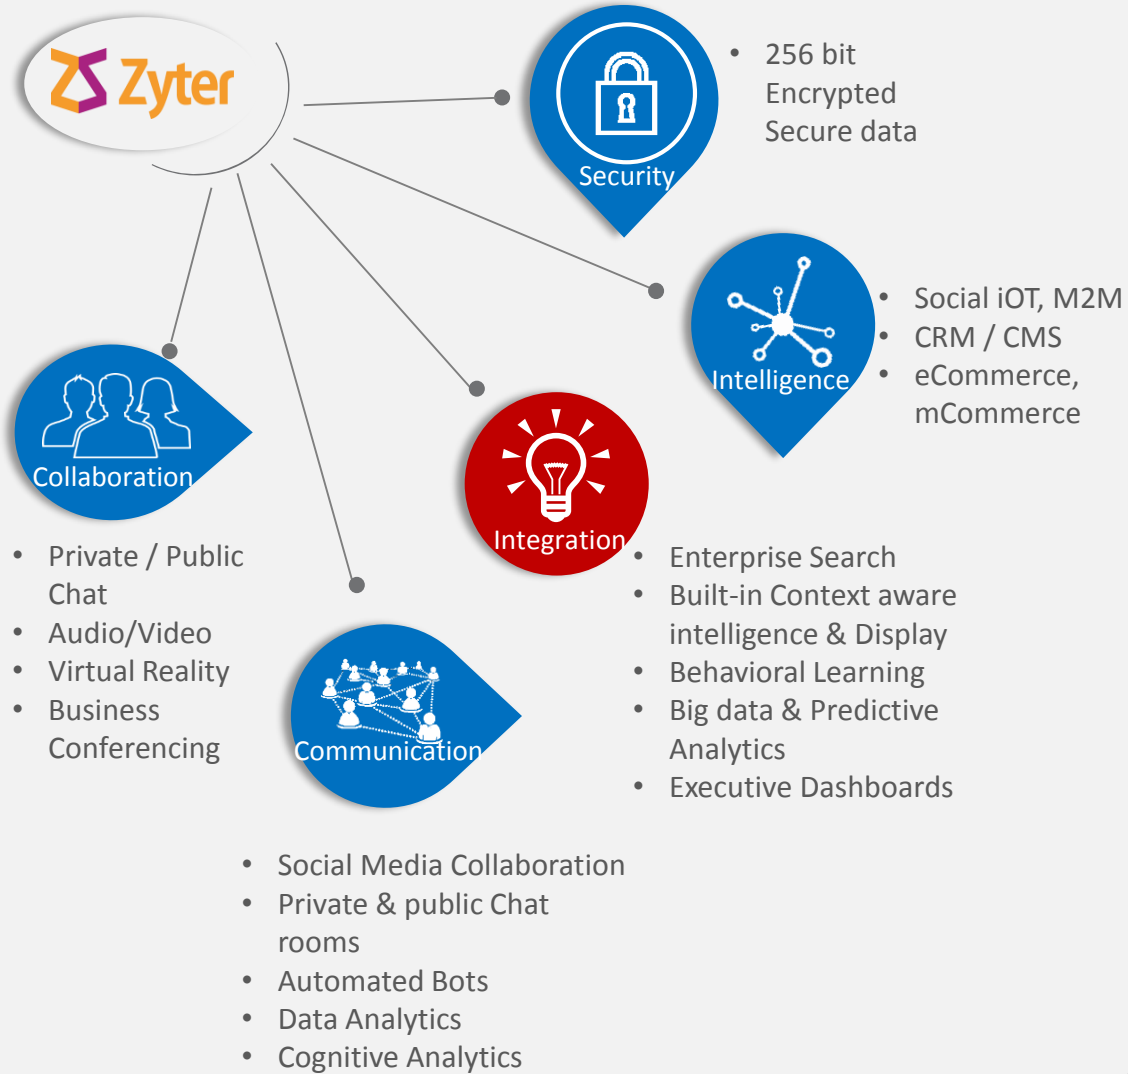 Zyter
Security
• 256 bit
Encrypted
Secure data
Intelligence
• Social iOT, M2M
• CRM / CMS
• eCommerce,
mCommerce
Collaboration
• Private / Public
Chat
• Audio/Video
• Virtual Reality
• Business
Conferencing
Integration
• Enterprise Search
• Built-in Context aware
intelligence & Display
• Behavioral Learning
• Big data & Predictive
Analytics
• Executive Dashboards
Communication
• Social Media Collaboration
• Private & public Chat
rooms
• Automated Bots
• Data Analytics
• Cognitive Analytics